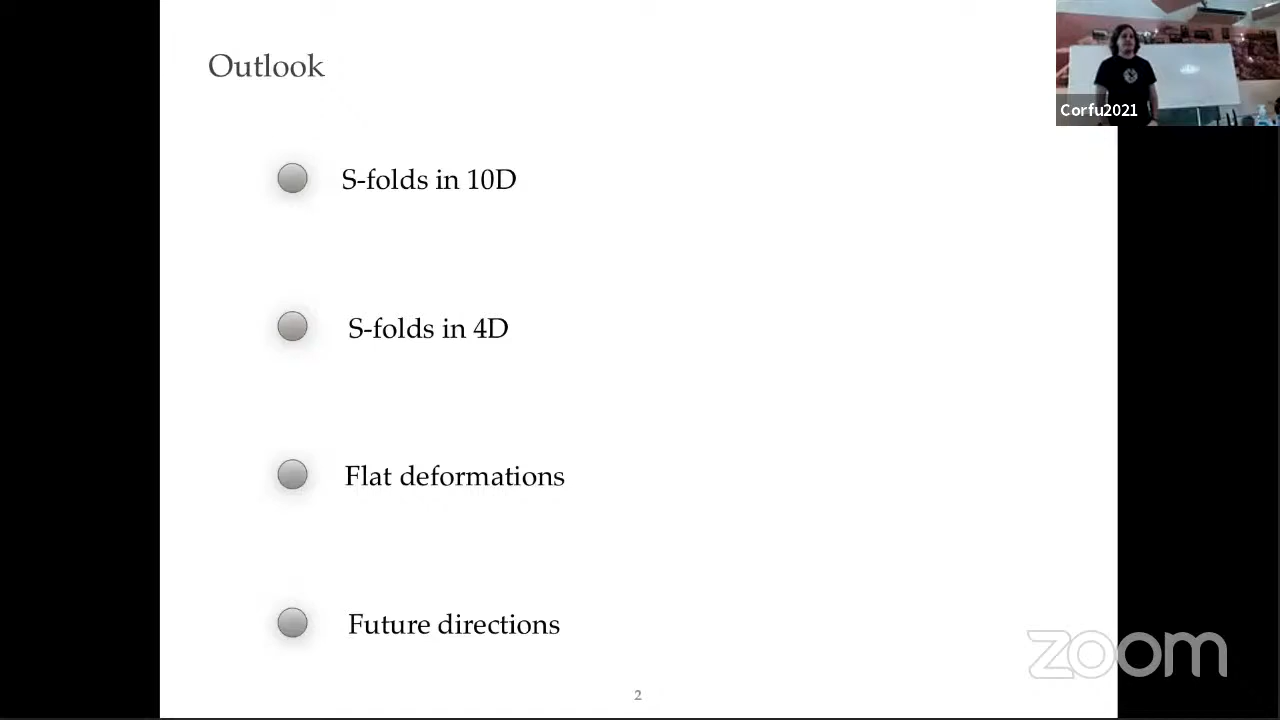 Outlook
Corfu2021
S-folds in 10D
S-folds in 4D
Flat deformations
Future directions
zoom
2